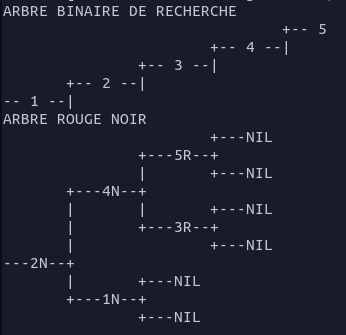 ARBRE BINAIRE DE RECHERCHE
                                       +-- 5
                             +-- 4 --|
                   +-- 3 --|
         +-- 2 --|
-- 1 --|
ARBRE ROUGE NOIR
                             +---NIL
                   +---5R--+
                   |         +---NIL
         +---4N--+
         |         |         +---NIL
         |         +---3R--+
         |                   +---NIL
---2N--+
         |         +---NIL
         +---1N--+
                   +---NIL